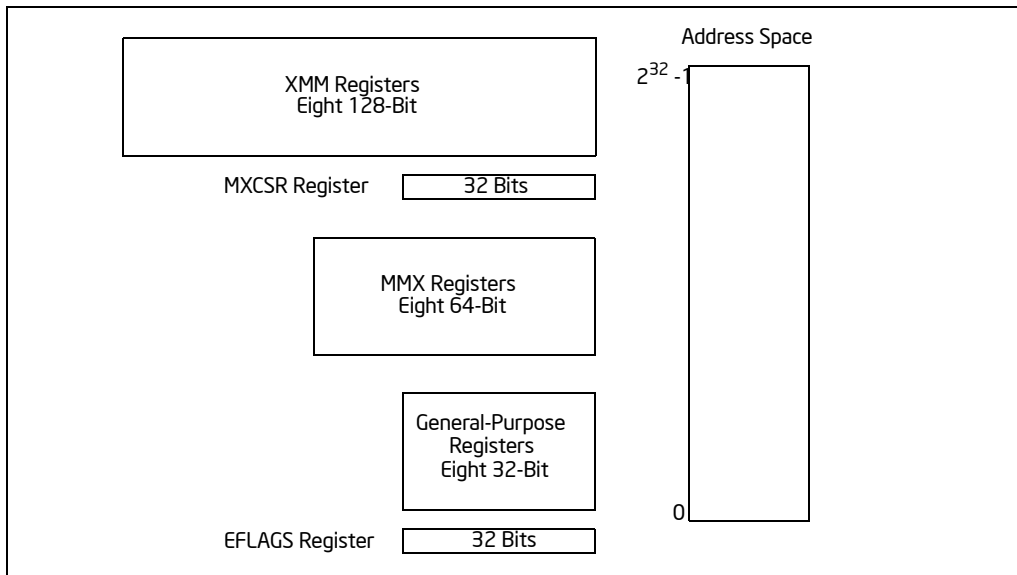 Address Space
2^32 -1
XMM Registers
Eight 128-Bit
MXCSR Register
32 Bits
MMX Registers
Eight 64-Bit
General-Purpose
Registers
Eight 32-Bit
0
EFLAGS Register
32 Bits